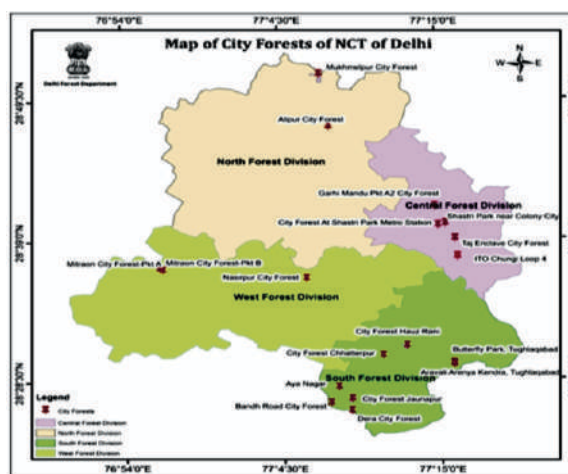 76°54'0"E 77°4'30"E 77°15'0"E
Map of City Forests of NCT of Delhi
Delhi Forest Department
N
W E
S
Mukhmelpur City Forest
28°49'30"N
Alipur City Forest
North Forest Division
Garhi Mandu Pkt A2 City Forest
Central Forest Division
Shastri Park near Colony City
City Forest At Shastri Park Metro Station
Taj Enclave City Forest
28°39'0"N
ITO Chungi Loop 4
Mitraon City Forest-Pkt A Mitraon City Forest-Pkt B
Nasirpur City Forest
West Forest Division
City Forest Hauz Rani
City Forest Chhatterpur
Butterfly Park, Tughlaqabad
Aravali Aranya Kendra, Tughlaqabad
28°28'30"N
Aya Nagar
South Forest Division
Legend
City Forests
Central Forest Division
North Forest Division
South Forest Division
West Forest Division
City Forest Jaunapur
Bandh Road City Forest
Dera City Forest
76°54'0"E 77°4'30"E 77°15'0"E